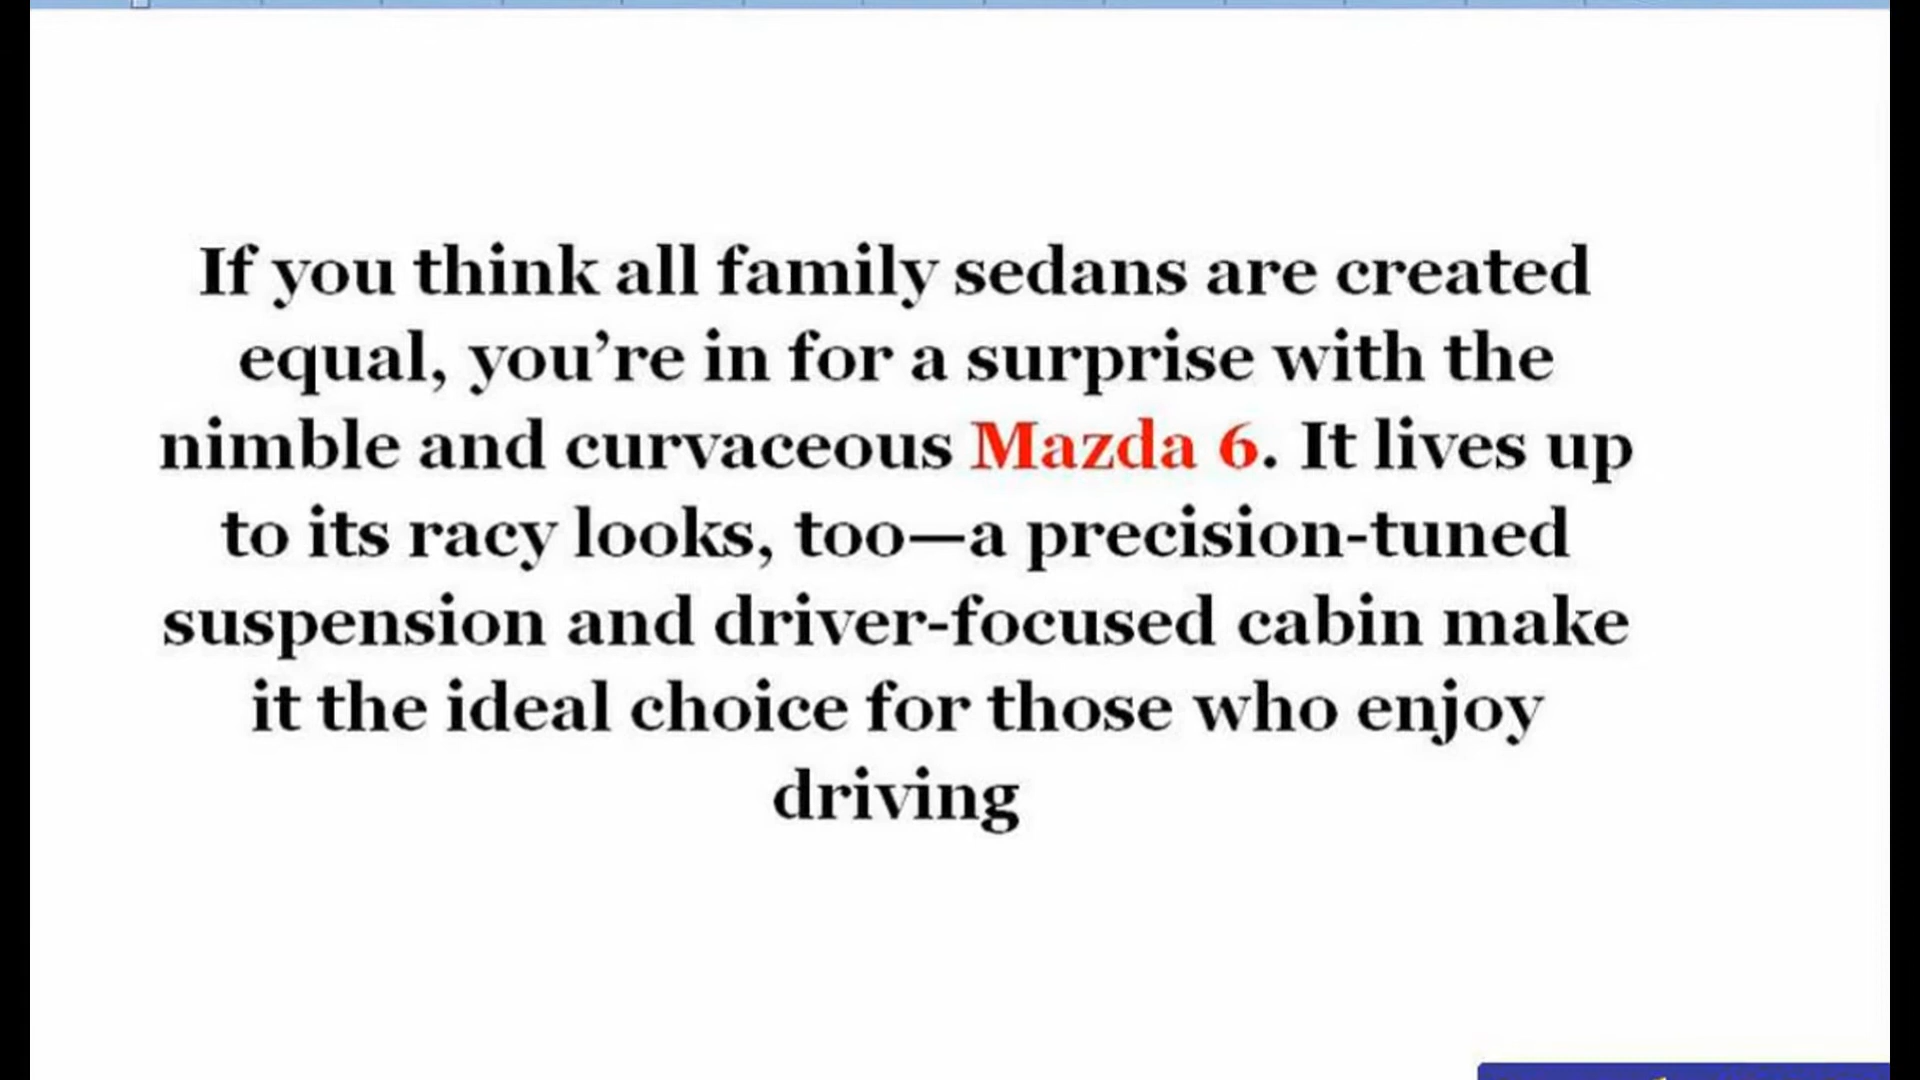 If you think all family sedans are created
equal, you’re in for a surprise with the
nimble and curvaceous Mazda 6. It lives up
to its racy looks, too—a precision-tuned
suspension and driver-focused cabin make
it the ideal choice for those who enjoy
driving